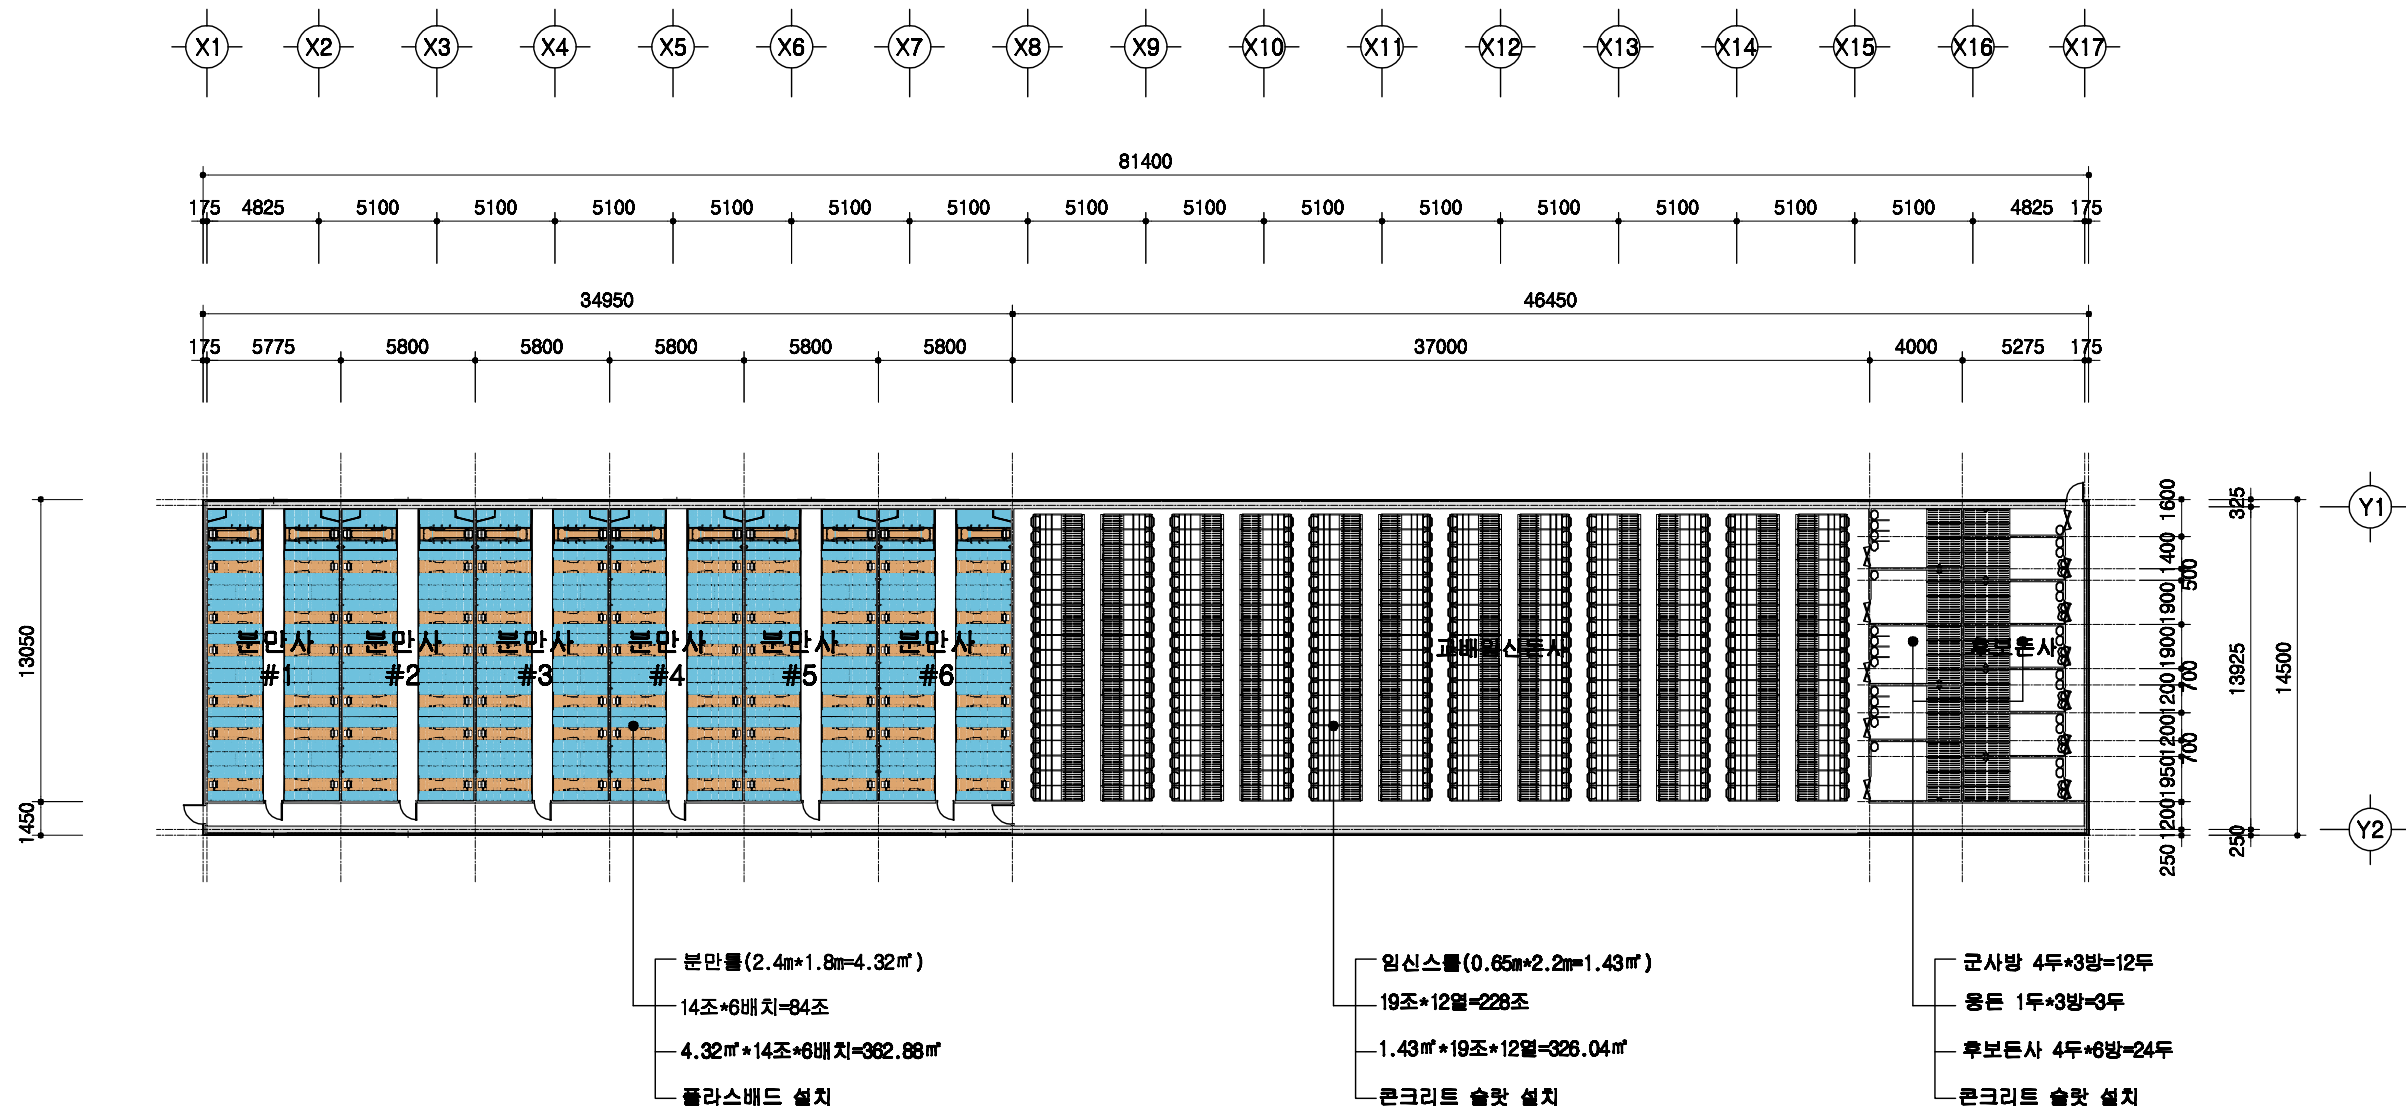 X1 X2 X3 X4 X5 X6 X7 X8 X9 X10 X11 X12 X13 X14 X15 X16 X17
81400
175 4825 5100 5100 5100 5100 5100 5100 5100 5100 5100 5100 5100 5100 5100 5100 4825 175
34950 46450
175 5775 5800 5800 5800 5800 5800 37000 4000 5275 175
13050
1450
분만사
#1
분만사
#2
분만사
#3
분만사
#4
분만사
#5
분만사
#6
교배임신돈사
후보돈사
1600
1400
500
1900
1900
700
1200
1200
700
1950
1200
250
325
13925
250
14500
Y1
Y2
분만틀(2.4m*1.8m=4.32㎡)
14조*6배치=84조
4.32㎡*14조*6배치=362.88㎡
플라스배드 설치
임신스톨(0.65m*2.2m=1.43㎡)
19조*12열=228조
1.43㎡*19조*12열=326.04㎡
콘크리트 슬랏 설치
군사방 4두*3방=12두
웅돈 1두*3방=3두
후보돈사 4두*6방=24두
콘크리트 슬랏 설치